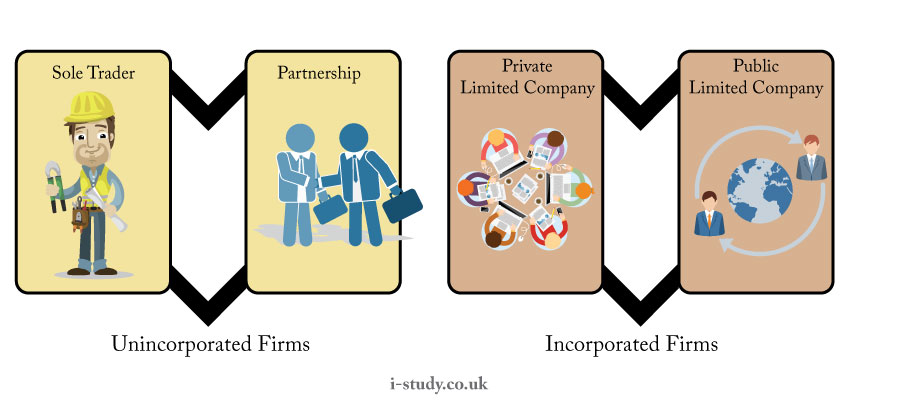 Sole Trader
Partnership
Private
Limited Company
Public
Limited Company
Unincorporated Firms
Incorporated Firms
i-study.co.uk